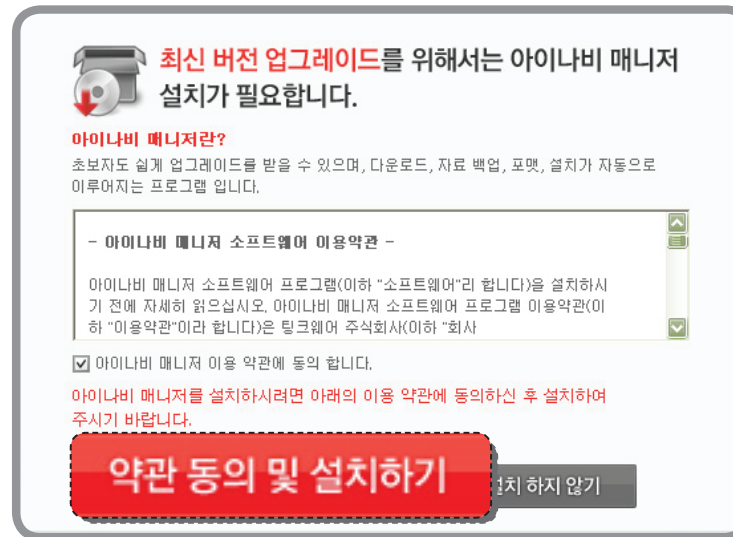 최신 버전 업그레이드를 위해서는 아이나비 매니저
설치가 필요합니다.
아이나비 매니저란?
초보자도 쉽게 업그레이드를 받을 수 있으며, 다운로드, 자료 백업, 포맷, 설치가 자동으로
이루어지는 프로그램 입니다.
- 아이나비 매니저 소프트웨어 이용약관 -
아이나비 매니저 소프트웨어 프로그램(이하 "소프트웨어"리 합니다)을 설치하시
기 전에 자세히 읽으십시오. 아이나비 매니저 소프트웨어 프로그램 이용약관(이
하 "이용약관"이라 합니다)은 팅크웨어 주식회사(이하 "회사
아이나비 매니저 이용 약관에 동의 합니다.
아이나비 매니저를 설치하시려면 아래의 이용 약관에 동의하신 후 설치하여
주시기 바랍니다.
약관 동의 및 설치하기
치 하지 않기